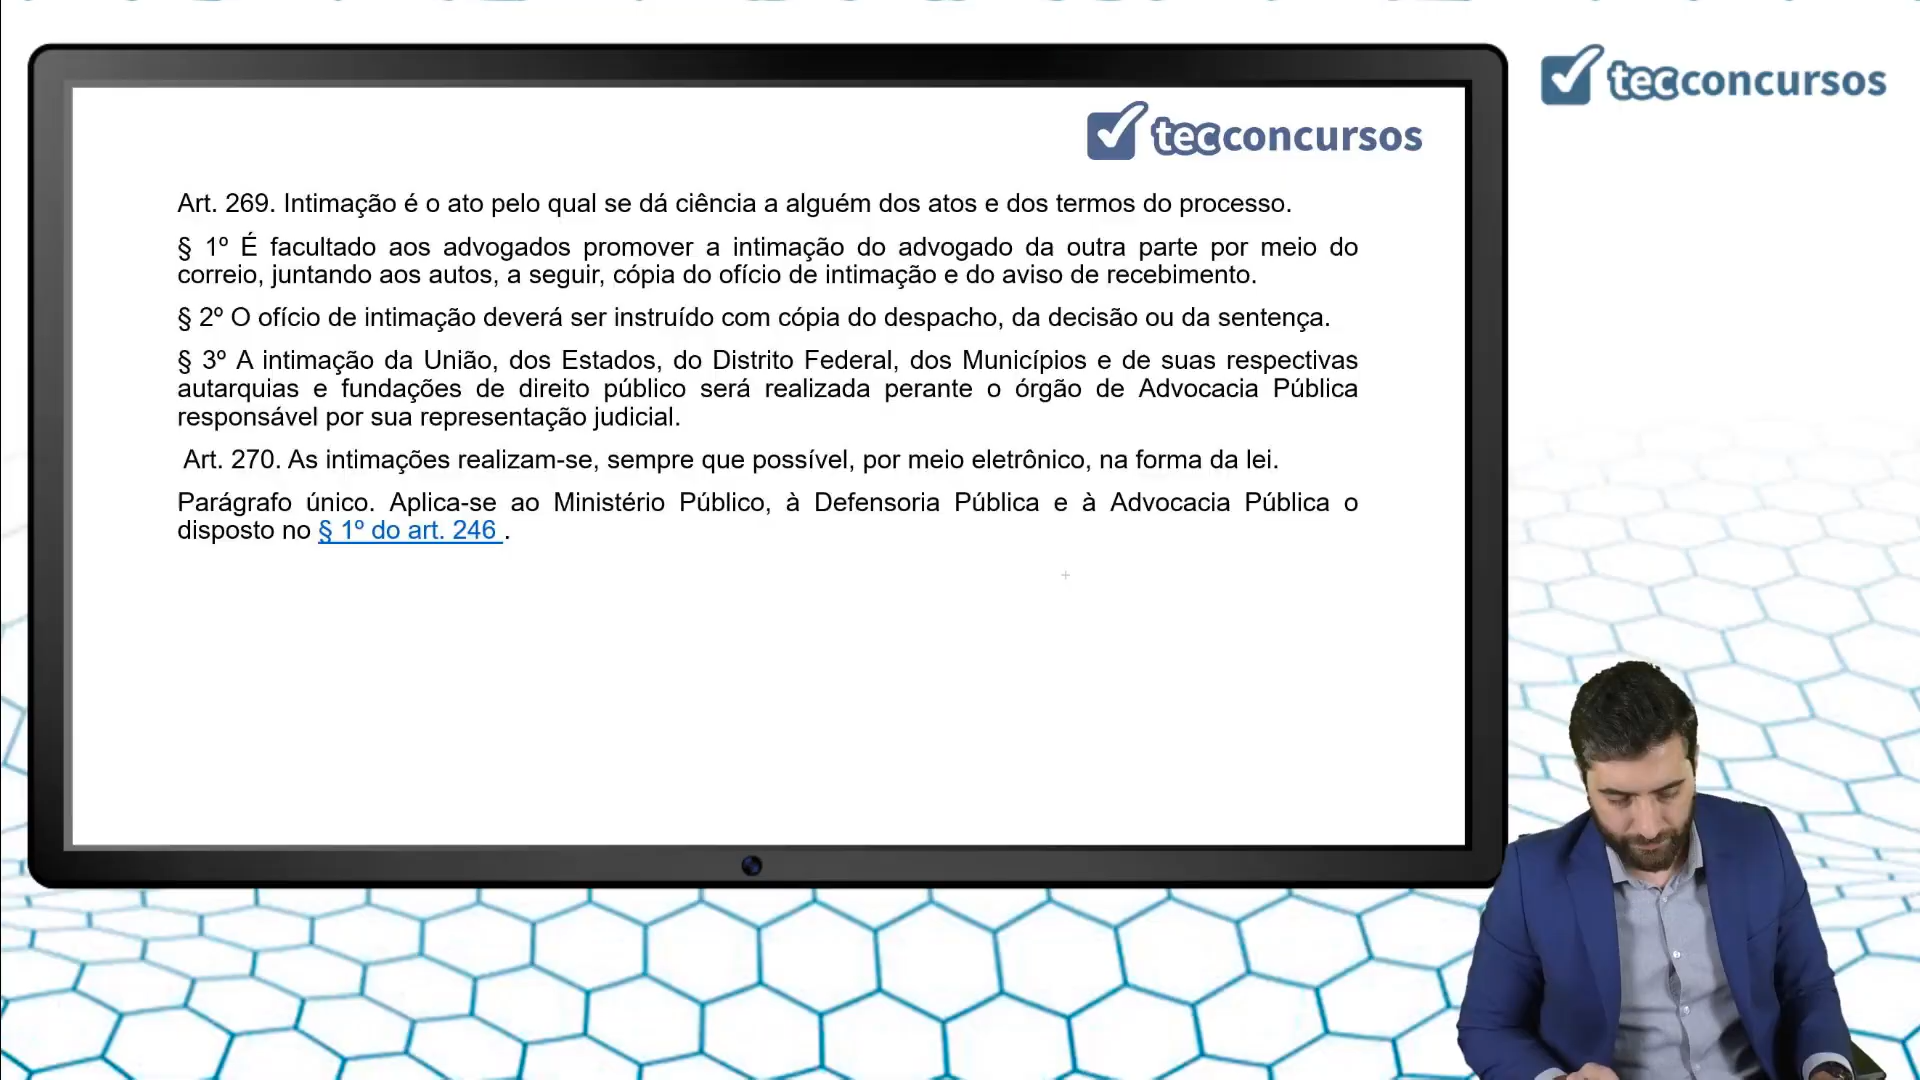 tecconcursos
tecconcursos
Art. 269. Intimação é o ato pelo qual se dá ciência a alguém dos atos e dos termos do processo.
§ 1º É facultado aos advogados promover a intimação do advogado da outra parte por meio do
correio, juntando aos autos, a seguir, cópia do ofício de intimação e do aviso de recebimento.
§ 2º O ofício de intimação deverá ser instruído com cópia do despacho, da decisão ou da sentença.
§ 3º A intimação da União, dos Estados, do Distrito Federal, dos Municípios e de suas respectivas
autarquias e fundações de direito público será realizada perante o órgão de Advocacia Pública
responsável por sua representação judicial.
Art. 270. As intimações realizam-se, sempre que possível, por meio eletrônico, na forma da lei.
Parágrafo único. Aplica-se ao Ministério Público, à Defensoria Pública e à Advocacia Pública o
disposto no § 1º do art. 246 .